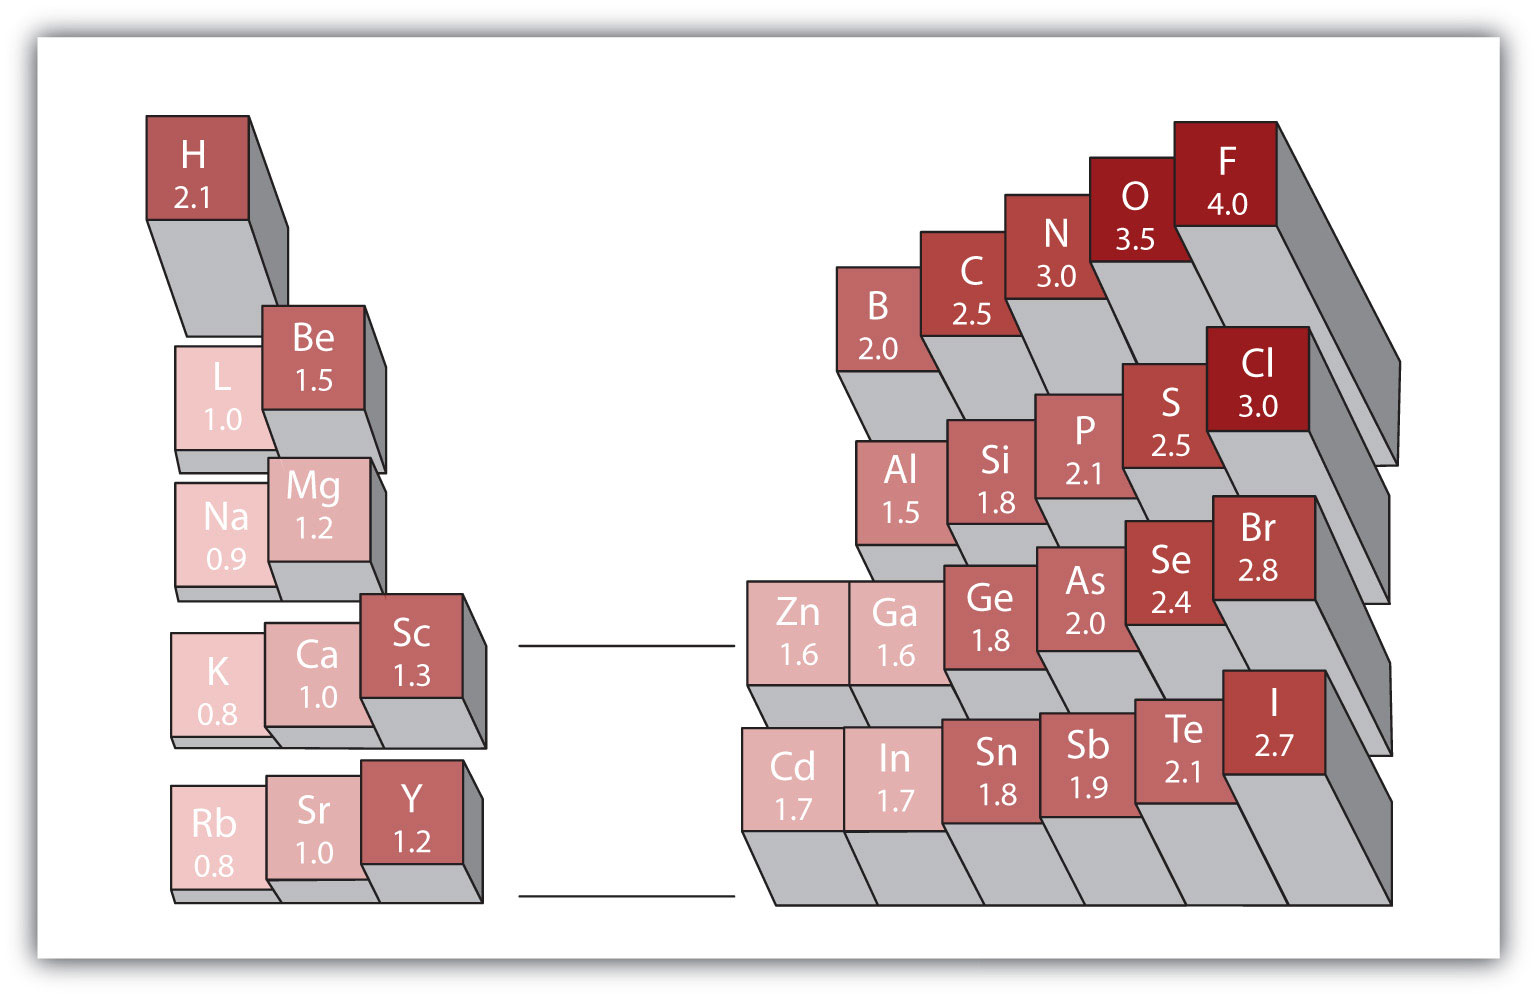 H
2.1
F
4.0
O
3.5
N
3.0
C
2.5
B
2.0
Be
1.5
L
1.0
Cl
3.0
S
2.5
P
2.1
Si
1.8
Al
1.5
Mg
1.2
Na
0.9
Br
2.8
Se
2.4
As
2.0
Ge
1.8
Ga
1.6
Zn
1.6
Sc
1.3
Ca
1.0
K
0.8
I
2.7
Te
2.1
Sb
1.9
Sn
1.8
In
1.7
Cd
1.7
Y
1.2
Sr
1.0
Rb
0.8